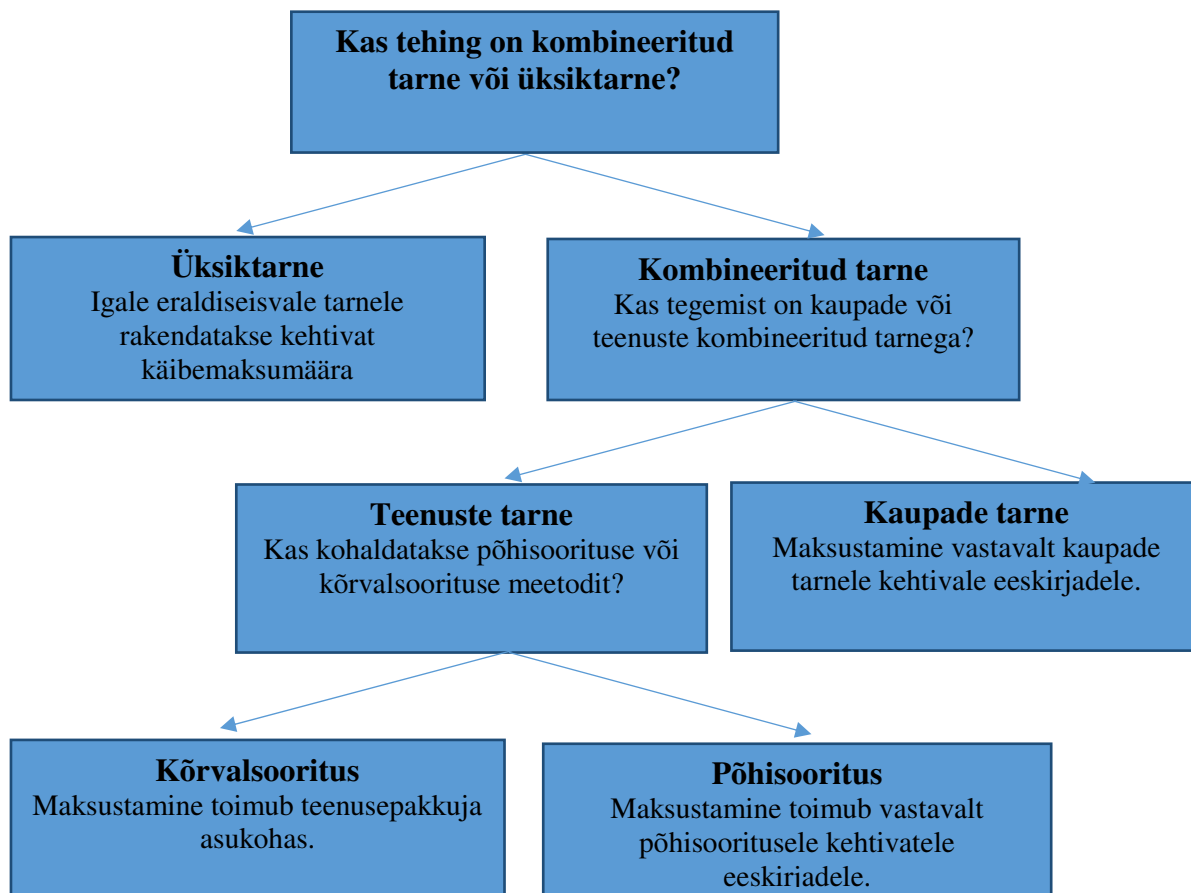 Kas tehing on kombineeritud
tarne või üksiktarne?
Üksiktarne
Igale eraldiseisvale tarnele
rakendatakse kehtivat
käibemaksumäära
Kombineeritud tarne
Kas tegemist on kaupade või
teenuste kombineeritud tarnega?
Teenuste tarne
Kas kohaldatakse põhisoorituse või
kõrvalsoorituse meetodit?
Kaupade tarne
Maksustamine vastavalt kaupade
tarnele kehtivale eeskirjadele.
Kõrvalsooritus
Maksustamine toimub teenusepakkuja
asukohas.
Põhisooritus
Maksustamine toimub vastavalt
põhisooritusele kehtivatele
eeskirjadele.